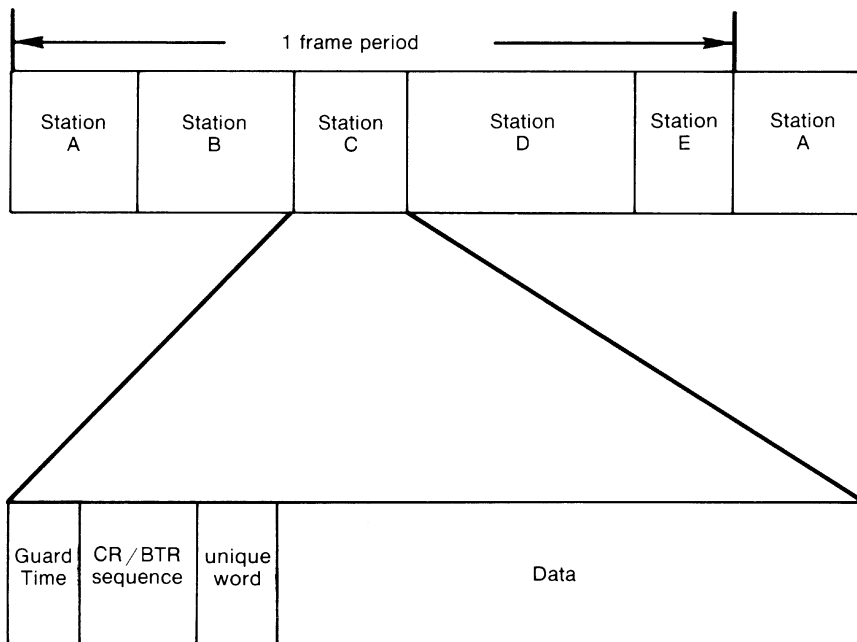 1 frame period
Station
A
Station
B
Station
C
Station
D
Station
E
Station
A
Guard
Time
CR/BTR
sequence
unique
word
Data